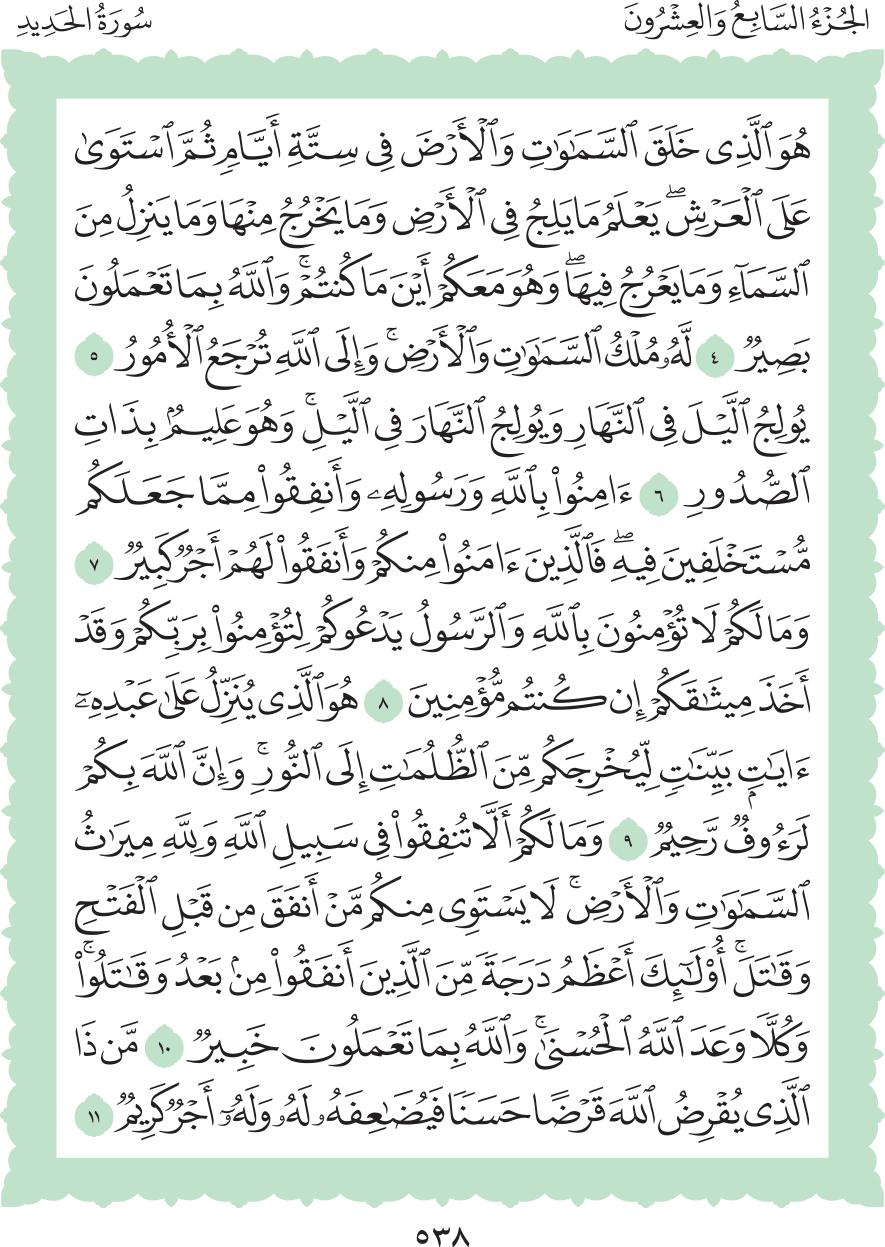 الجُزْءُ السَّابِعُ وَالعِشْرُونَ
سُورَةُ الحَدِيدِ
هُوَ ٱلَّذِى خَلَقَ ٱلسَّمَٰوَٰتِ وَٱلْأَرْضَ فِى سِتَّةِ أَيَّامٍ ثُمَّ ٱسْتَوَىٰ
عَلَى ٱلْعَرْشِۖ يَعْلَمُ مَا يَلِجُ فِى ٱلْأَرْضِ وَمَا يَخْرُجُ مِنْهَا وَمَا يَنزِلُ مِنَ
ٱلسَّمَآءِ وَمَا يَعْرُجُ فِيهَاۖ وَهُوَ مَعَكُمْ أَيْنَ مَا كُنتُمْۚ وَٱللَّهُ بِمَا تَعْمَلُونَ
بَصِيرٌ ٤ لَّهُۥ مُلْكُ ٱلسَّمَٰوَٰتِ وَٱلْأَرْضِۚ وَإِلَى ٱللَّهِ تُرْجَعُ ٱلْأُمُورُ ٥
يُولِجُ ٱلَّيْلَ فِى ٱلنَّهَارِ وَيُولِجُ ٱلنَّهَارَ فِى ٱلَّيْلِۚ وَهُوَ عَلِيمٌۢ بِذَاتِ
ٱلصُّدُورِ ٦ ءَامِنُوا۟ بِٱللَّهِ وَرَسُولِهِۦ وَأَنفِقُوا۟ مِمَّا جَعَلَكُم
مُّسْتَخْلَفِينَ فِيهِۖ فَٱلَّذِينَ ءَامَنُوا۟ مِنكُمْ وَأَنفَقُوا۟ لَهُمْ أَجْرٌ كَبِيرٌ ٧
وَمَا لَكُمْ لَا تُؤْمِنُونَ بِٱللَّهِ وَٱلرَّسُولُ يَدْعُوكُمْ لِتُؤْمِنُوا۟ بِرَبِّكُمْ وَقَدْ
أَخَذَ مِيثَٰقَكُمْ إِن كُنتُم مُّؤْمِنِينَ ٨ هُوَ ٱلَّذِى يُنَزِّلُ عَلَىٰ عَبْدِهِۦٓ
ءَايَٰتٍۭ بَيِّنَٰتٍ لِّيُخْرِجَكُم مِّنَ ٱلظُّلُمَٰتِ إِلَى ٱلنُّورِۚ وَإِنَّ ٱللَّهَ بِكُمْ
لَرَءُوفٌ رَّحِيمٌ ٩ وَمَا لَكُمْ أَلَّا تُنفِقُوا۟ فِى سَبِيلِ ٱللَّهِ وَلِلَّهِ مِيرَٰثُ
ٱلسَّمَٰوَٰتِ وَٱلْأَرْضِۚ لَا يَسْتَوِى مِنكُم مَّنْ أَنفَقَ مِن قَبْلِ ٱلْفَتْحِ
وَقَٰتَلَۚ أُو۟لَٰٓئِكَ أَعْظَمُ دَرَجَةً مِّنَ ٱلَّذِينَ أَنفَقُوا۟ مِنۢ بَعْدُ وَقَٰتَلُوا۟ۚ
وَكُلًّا وَعَدَ ٱللَّهُ ٱلْحُسْنَىٰۚ وَٱللَّهُ بِمَا تَعْمَلُونَ خَبِيرٌ ١٠ مَّن ذَا
ٱلَّذِى يُقْرِضُ ٱللَّهَ قَرْضًا حَسَنًا فَيُضَٰعِفَهُۥ لَهُۥ وَلَهُۥٓ أَجْرٌ كَرِيمٌ ١١
٥٣٨